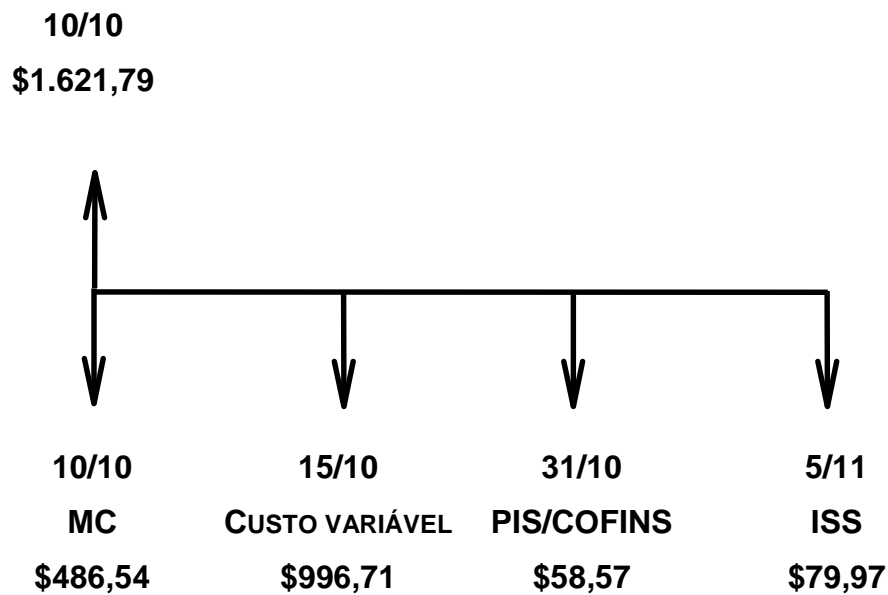 10/10
$1.621,79
10/10 15/10 31/10 5/11
MC CUSTO VARIÁVEL PIS/COFINS ISS
$486,54 $996,71 $58,57 $79,97